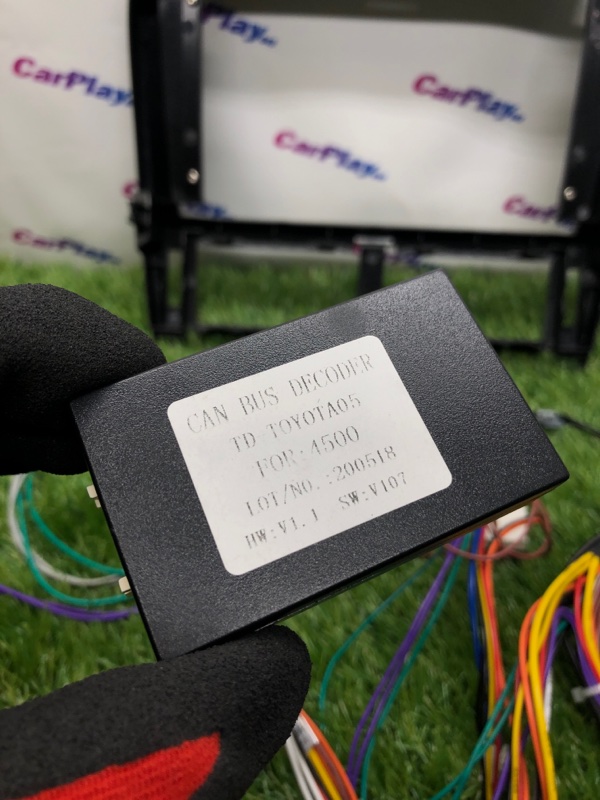 CarPlay
CarPlay
CarPlay
CarPlay
CarPlay
CarPlay
CAN BUS DECODER
TD TOYOTA05
FOR:4500
LOT/NO.:200518
HW:V1.1 SW:V107